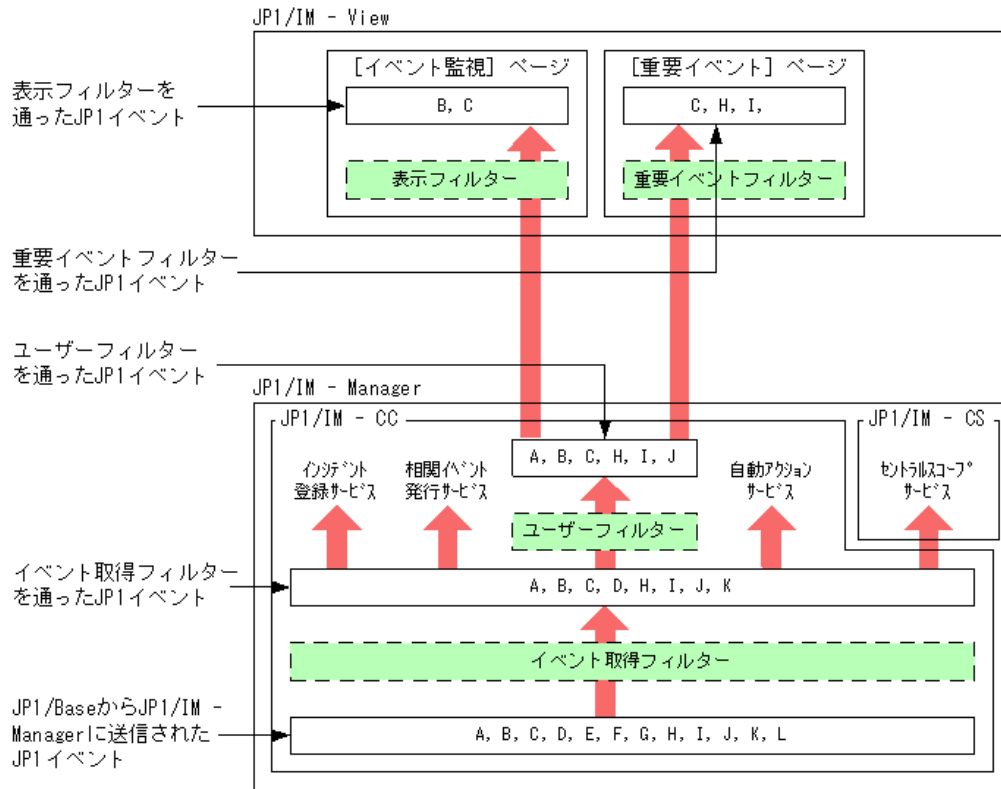 JP1/IM - View
[イベント監視] ページ
[重要イベント] ページ
表示フィルターを
通ったJP1イベント
B, C
C, H, I,
表示フィルター
重要イベントフィルター
重要イベントフィルター
を通ったJP1イベント
ユーザーフィルター
を通ったJP1イベント
JP1/IM - Manager
JP1/IM - CC
JP1/IM - CS
A, B, C, H, I, J
インシデント
登録サービス
相関イベント
発行サービス
自動アクション
サービス
セントラルスコープ
サービス
ユーザーフィルター
イベント取得フィルター
を通ったJP1イベント
A, B, C, D, H, I, J, K
イベント取得フィルター
JP1/BaseからJP1/IM -
Managerに送信された
JP1イベント
A, B, C, D, E, F, G, H, I, J, K, L